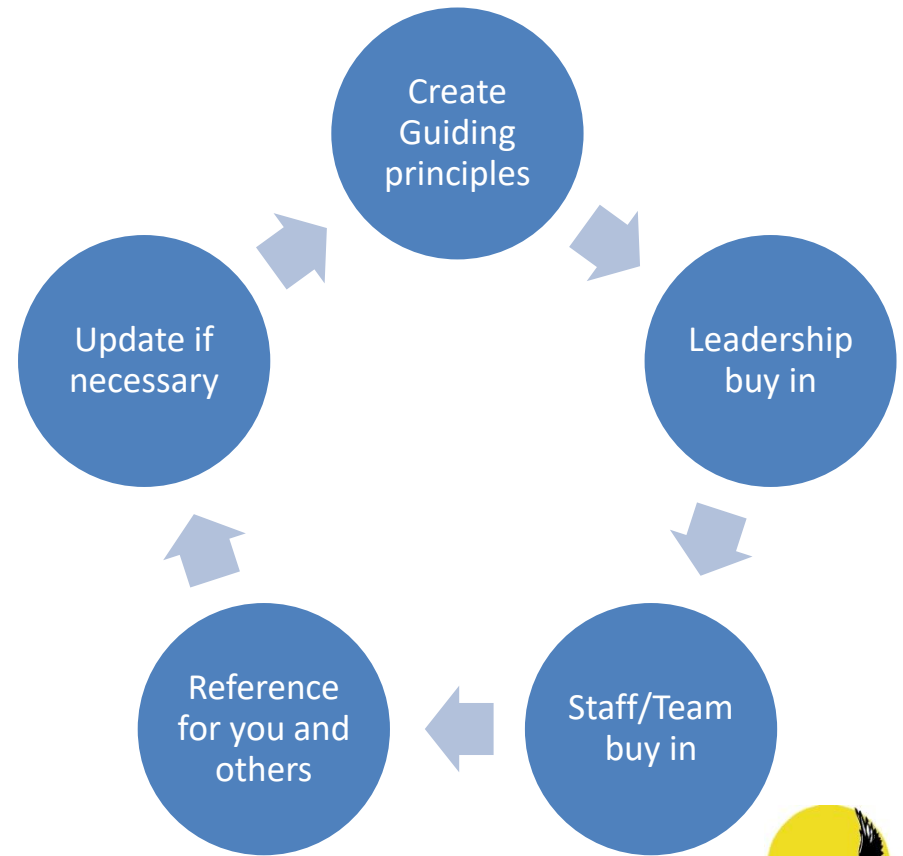 Create
Guiding
principles
Leadership
buy in
Staff/Team
buy in
Reference
for you and
others
Update if
necessary